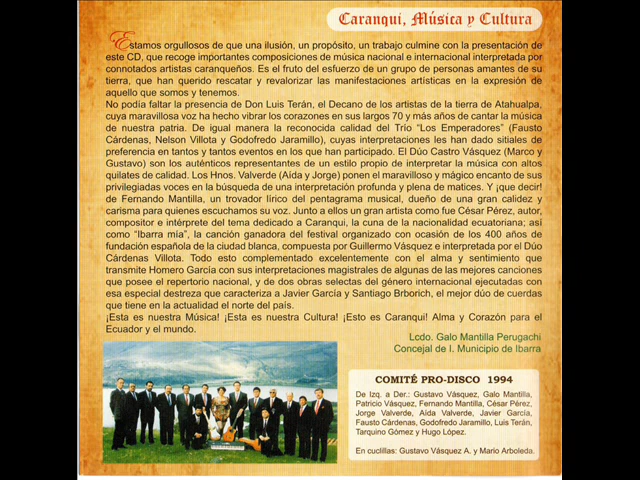 Caranqui, Música y Cultura
Estamos orgullosos de que una ilusión, un propósito, un trabajo culmine con la presentación de
este CD, que recoge importantes composiciones de música nacional e internacional interpretada por
connotados artistas caranqueños. Es el fruto del esfuerzo de un grupo de personas amantes de su
tierra, que han querido rescatar y revalorizar las manifestaciones artísticas en la expresión de
aquello que somos y tenemos.
No podía faltar la presencia de Don Luis Terán, el Decano de los artistas de la tierra de Atahualpa,
cuya maravillosa voz ha hecho vibrar los corazones en sus largos 70 y más años de cantar la música
de nuestra patria. De igual manera la reconocida calidad del Trío “Los Emperadores” (Fausto
Cárdenas, Nelson Villota y Godofredo Jaramillo), cuyas interpretaciones les han dado sitiales de
preferencia en tantos y tantos eventos en los que han participado. El Dúo Castro Vásquez (Marco y
Gustavo) son los auténticos representantes de un estilo propio de interpretar la música con altos
quilates de calidad. Los Hnos. Valverde (Aída y Jorge) ponen el maravilloso y mágico encanto de sus
privilegiadas voces en la búsqueda de una interpretación profunda y plena de matices. Y ¡que decir!
de Fernando Mantilla, un trovador lírico del pentagrama musical, dueño de una gran calidez y
carisma para quienes escuchamos su voz. Junto a ellos un gran artista como fue César Pérez, autor,
compositor e intérprete del tema dedicado a Caranqui, la cuna de la nacionalidad ecuatoriana; así
como “Ibarra mía”, la canción ganadora del festival organizado con ocasión de los 400 años de
fundación española de la ciudad blanca, compuesta por Guillermo Vásquez e interpretada por el Dúo
Cárdenas Villota. Todo esto complementado excelentemente con el alma y sentimiento que
transmite Homero García con sus interpretaciones magistrales de algunas de las mejores canciones
que posee el repertorio nacional, y de dos obras selectas del género internacional ejecutadas con
esa especial destreza que caracteriza a Javier García y Santiago Brborich, el mejor dúo de cuerdas
que tiene en la actualidad el norte del país.
¡Esta es nuestra Música! ¡Esta es nuestra Cultura! ¡Esto es Caranqui! Alma y Corazón para el
Ecuador y el mundo.
Lcdo. Galo Mantilla Perugachi
Concejal de I. Municipio de Ibarra
COMITÉ PRO-DISCO 1994
De Izq. a Der.: Gustavo Vásquez, Galo Mantilla,
Patricio Vásquez, Fernando Mantilla, César Pérez,
Jorge Valverde, Aída Valverde, Javier García,
Fausto Cárdenas, Godofredo Jaramillo, Luis Terán,
Tarquino Gómez y Hugo López.
En cuclillas: Gustavo Vásquez A. y Mario Arboleda.